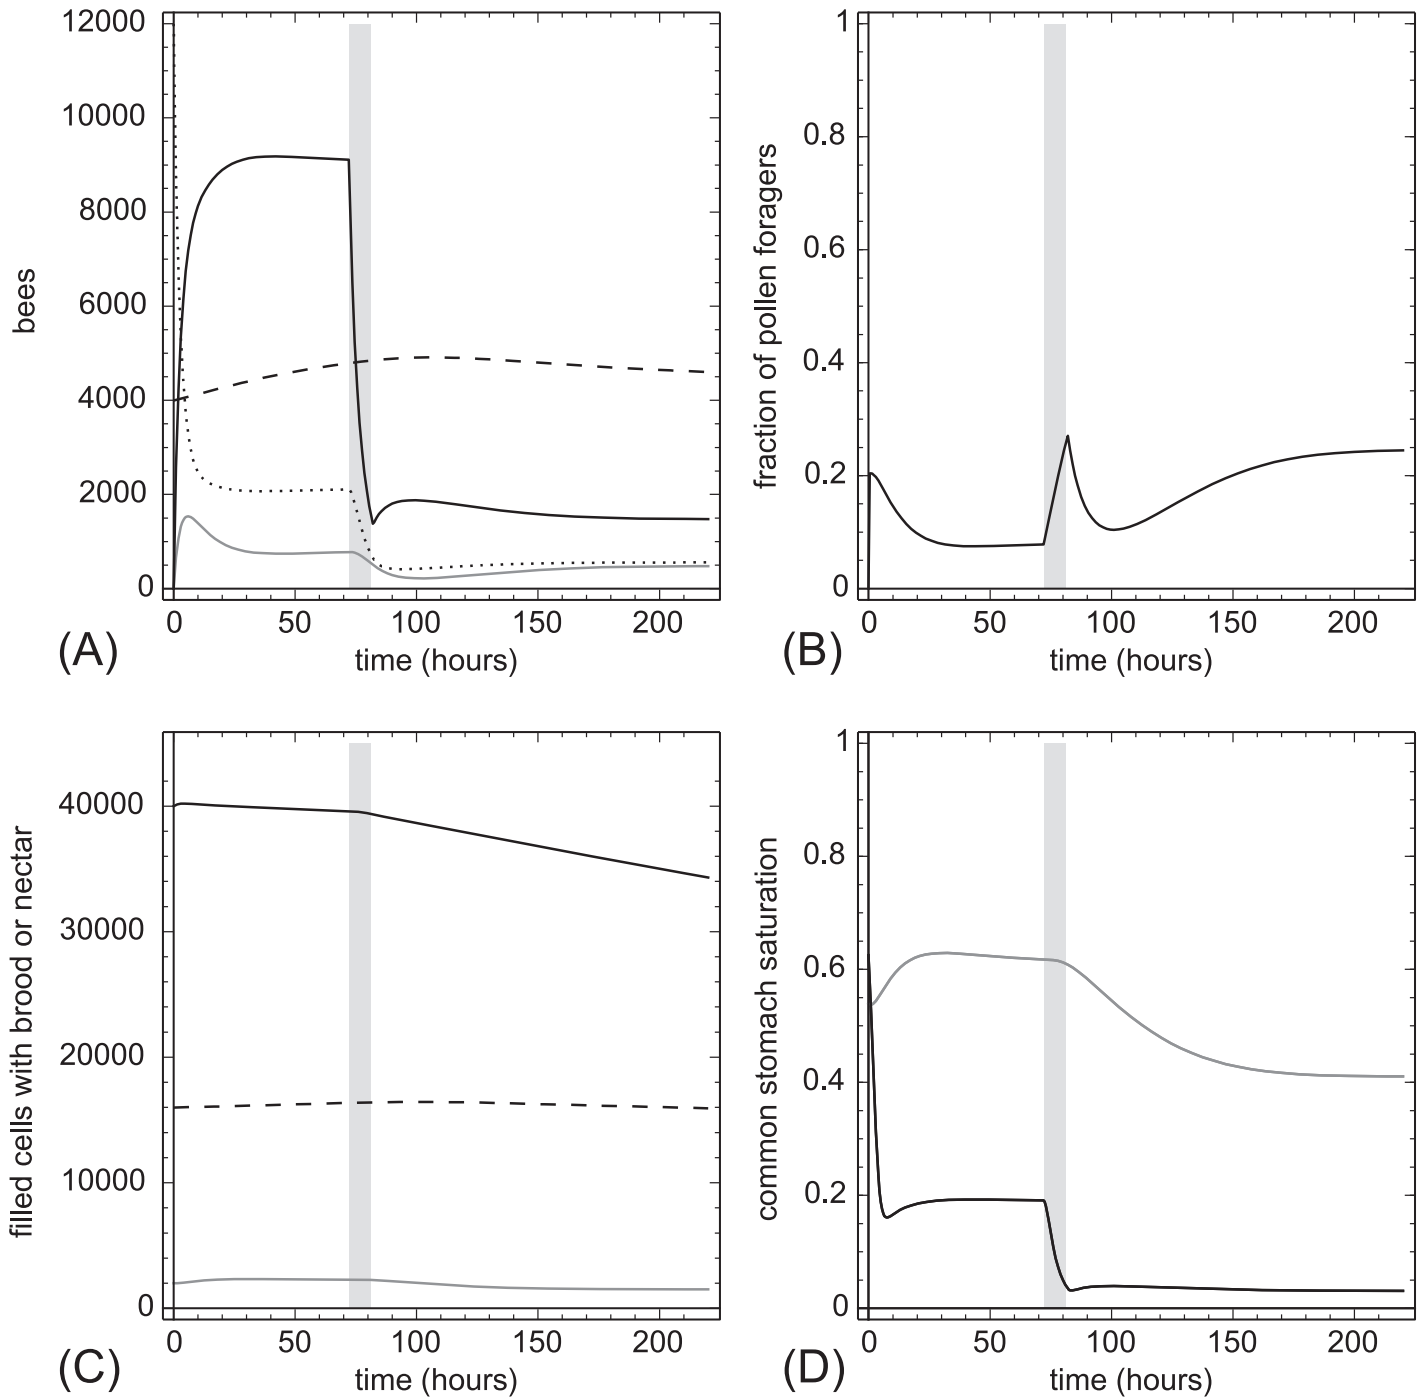 12000
10000
8000
6000
4000
2000
0
bees
0 50 100 150 200
time (hours)
(A)
1
0.8
0.6
0.4
0.2
0
fraction of pollen foragers
0 50 100 150 200
time (hours)
(B)
40000
30000
20000
10000
0
filled cells with brood or nectar
0 50 100 150 200
time (hours)
(C)
1
0.8
0.6
0.4
0.2
0
common stomach saturation
0 50 100 150 200
time (hours)
(D)